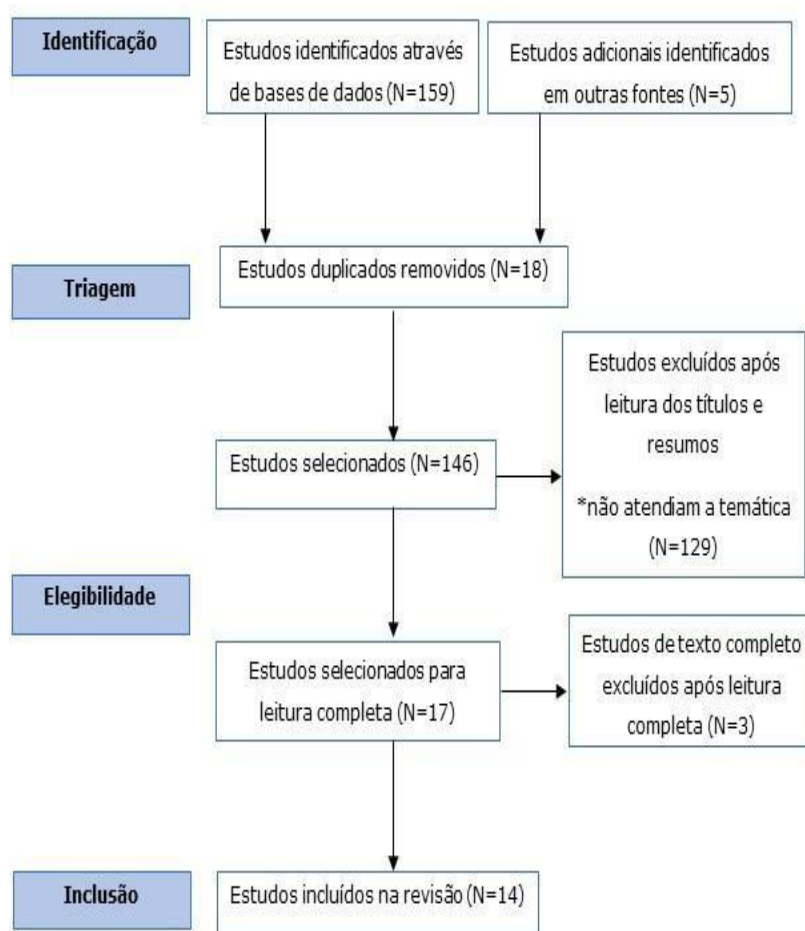 Identificação
Estudos identificados através
de bases de dados (N=159)
Estudos adicionais identificados
em outras fontes (N=5)
Triagem
Estudos duplicados removidos (N=18)
Estudos selecionados (N=146)
Estudos excluídos após
leitura dos títulos e
resumos
*não atendiam a temática
(N=129)
Elegibilidade
Estudos selecionados para
leitura completa (N=17)
Estudos de texto completo
excluídos após leitura
completa (N=3)
Inclusão
Estudos incluídos na revisão (N=14)